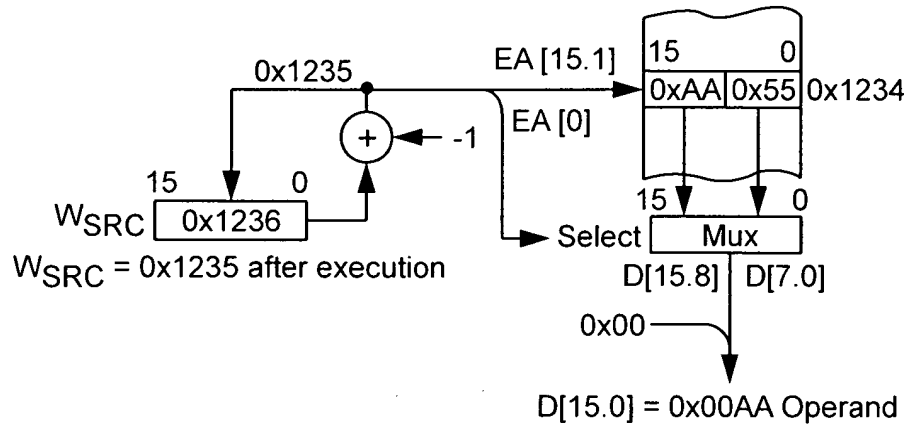 15 0
0x1235
EA [15.1]
0xAA 0x55 0x1234
EA [0]
+
-1
15 0
15 0
WSRC 0x1236
Select Mux
WSRC = 0x1235 after execution
D[15.8] D[7.0]
0x00
D[15.0] = 0x00AA Operand